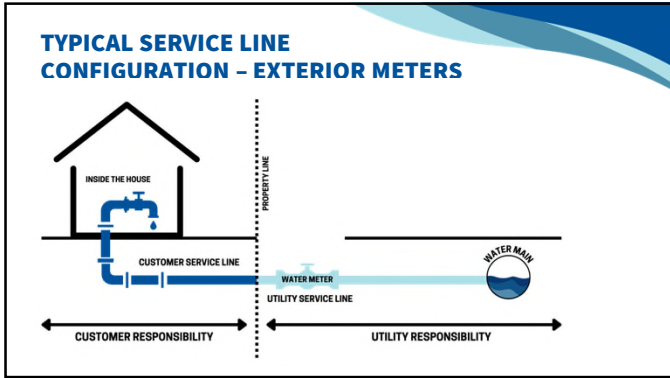 TYPICAL SERVICE LINE
CONFIGURATION – EXTERIOR METERS
INSIDE THE HOUSE
PROPERTY LINE
CUSTOMER SERVICE LINE
WATER METER
UTILITY SERVICE LINE
WATER MAIN
CUSTOMER RESPONSIBILITY
UTILITY RESPONSIBILITY